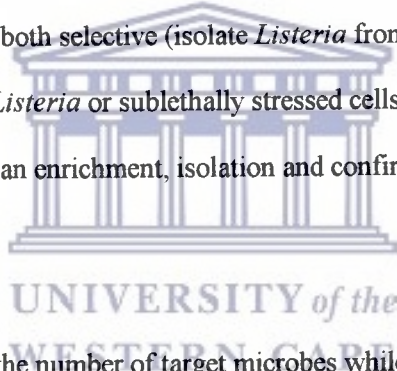 both selective (isolate Listeria from
Listeria or sublethally stressed cells
an enrichment, isolation and confir
UNIVERSITY of the
the number of target microbes while
WESTERN CAPE